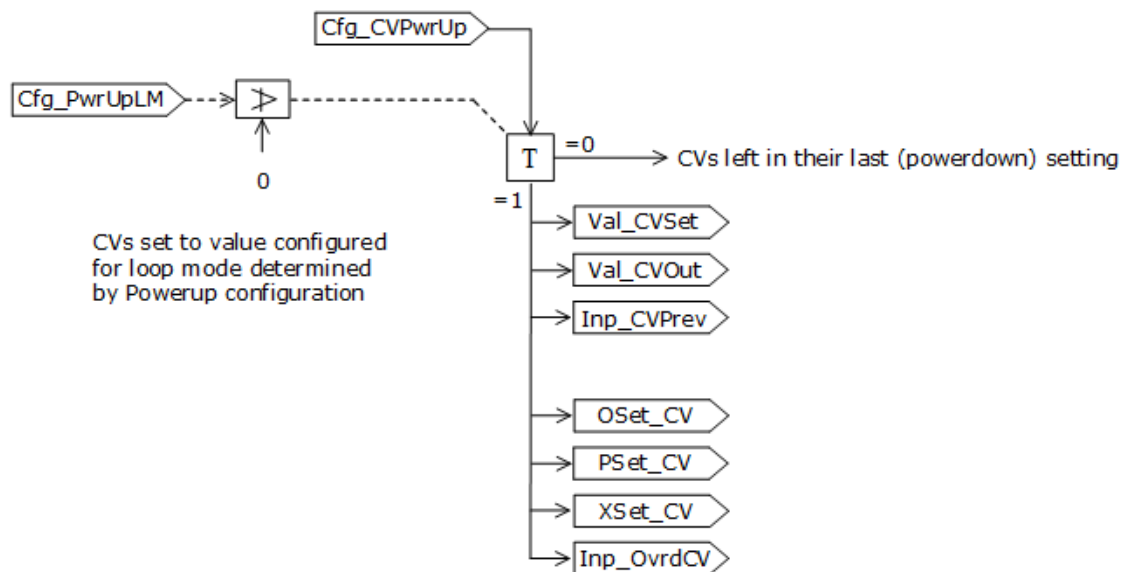 Cfg_CVPwrUp
Cfg_PwrUpLM
0
T
=0
CVs left in their last (powerdown) setting
=1
CVs set to value configured
for loop mode determined
by Powerup configuration
Val_CVSet
Val_CVOut
Inp_CVPrev
OSet_CV
PSet_CV
XSet_CV
Inp_OvrdCV